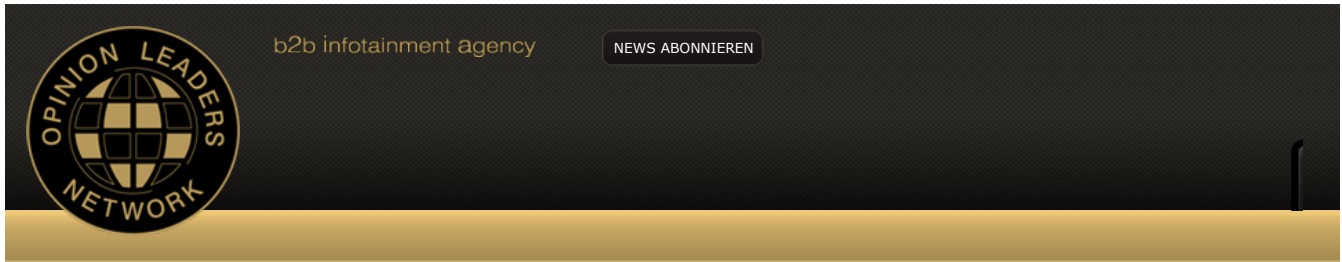 OPINION LEADERS
NETWORK
b2b infotainment agency
NEWS ABONNIEREN